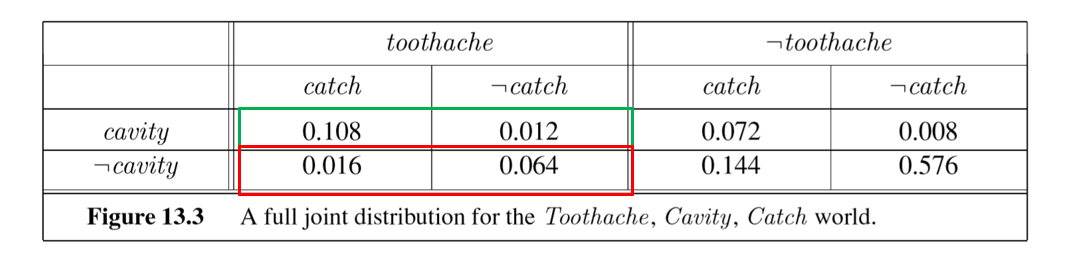 toothache ¬toothache
catch ¬catch catch ¬catch
cavity 0.108 0.012 0.072 0.008
¬cavity 0.016 0.064 0.144 0.576
Figure 13.3 A full joint distribution for the Toothache, Cavity, Catch world.